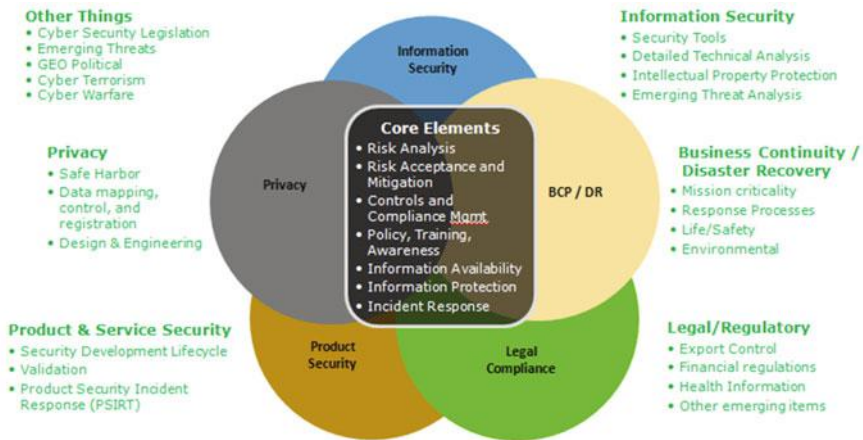 Other Things
• Cyber Security Legislation
• Emerging Threats
• GEO Political
• Cyber Terrorism
• Cyber Warfare
Information
Security
Information Security
• Security Tools
• Detailed Technical Analysis
• Intellectual Property Protection
• Emerging Threat Analysis
Privacy
• Safe Harbor
• Data mapping,
control, and
registration
• Design & Engineering
Privacy
Core Elements
• Risk Analysis
• Risk Acceptance and
Mitigation
• Controls and
Compliance Mgmt
• Policy, Training,
Awareness
• Information Availability
• Information Protection
• Incident Response
BCP / DR
Business Continuity /
Disaster Recovery
• Mission criticality
• Response Processes
• Life/Safety
• Environmental
Product & Service Security
• Security Development Lifecycle
• Validation
• Product Security Incident
Response (PSIRT)
Product
Security
Legal
Compliance
Legal/Regulatory
• Export Control
• Financial regulations
• Health Information
• Other emerging items